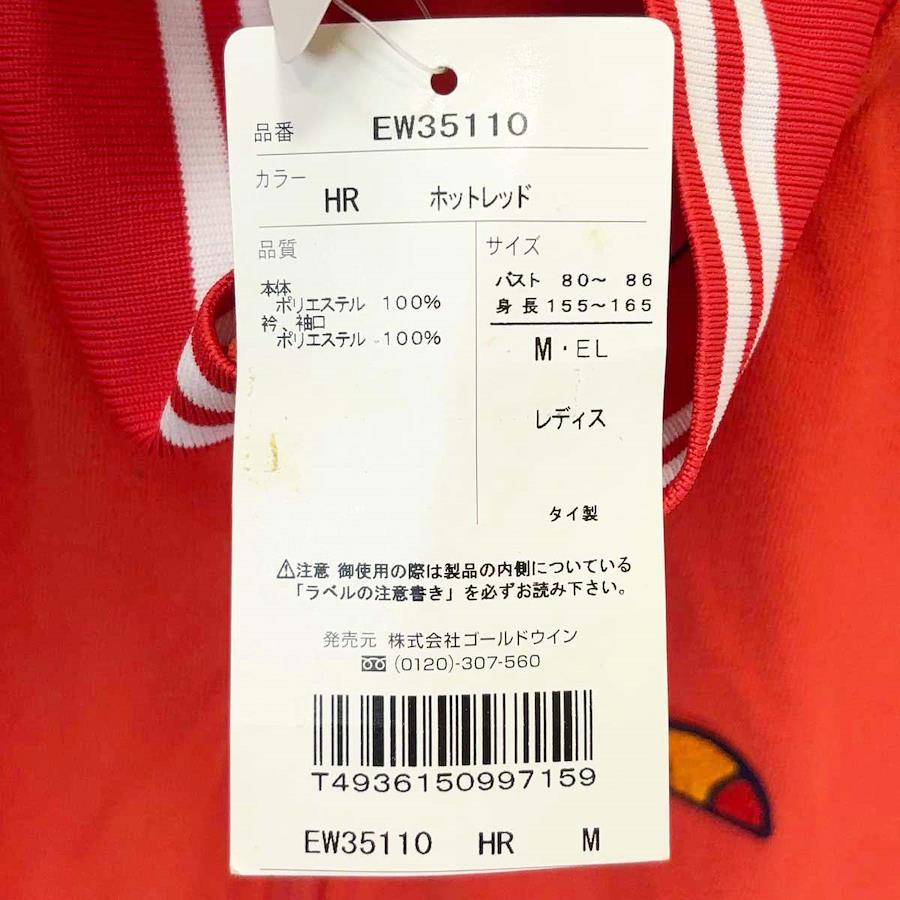 品番 EW35110
カラー HR ホットレッド
品質
本体
ポリエステル 100%
衿、袖口
ポリエステル 100%
サイズ
バスト 80～ 86
身長155～165
M・EL
レディス
タイ製
⚠注意 御使用の際は製品の内側についている
「ラベルの注意書き」を必ずお読み下さい。
発売元 株式会社ゴールドウイン
(0120)-307-560
T4936150997159
EW35110 HR M